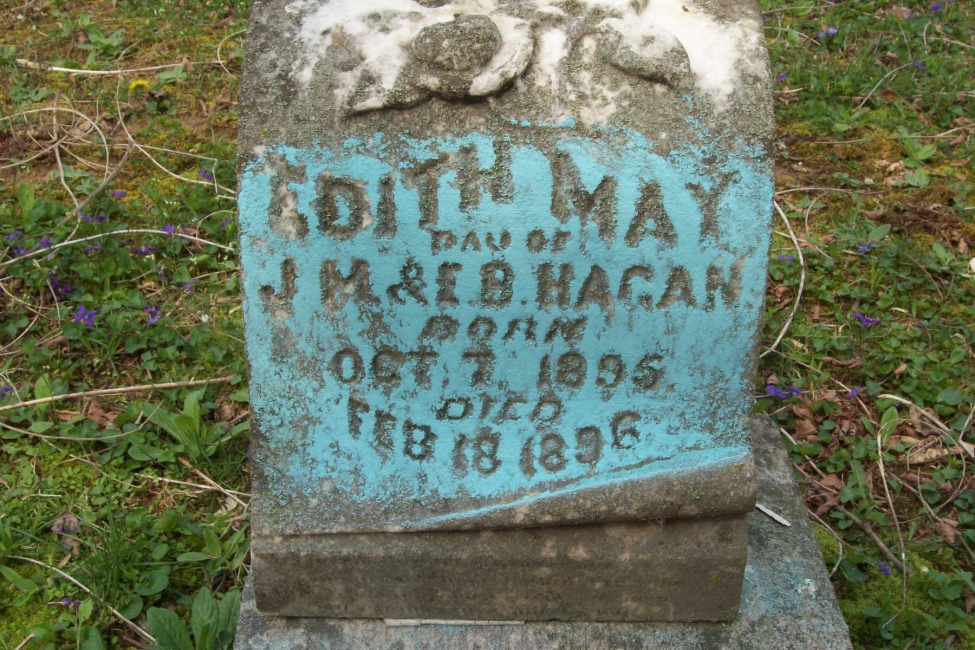 EDITH MAY
DAU OF
J.M. & E.B. HAGAN
BORN
OCT. 7. 1895.
DIED
FEB 18. 1896